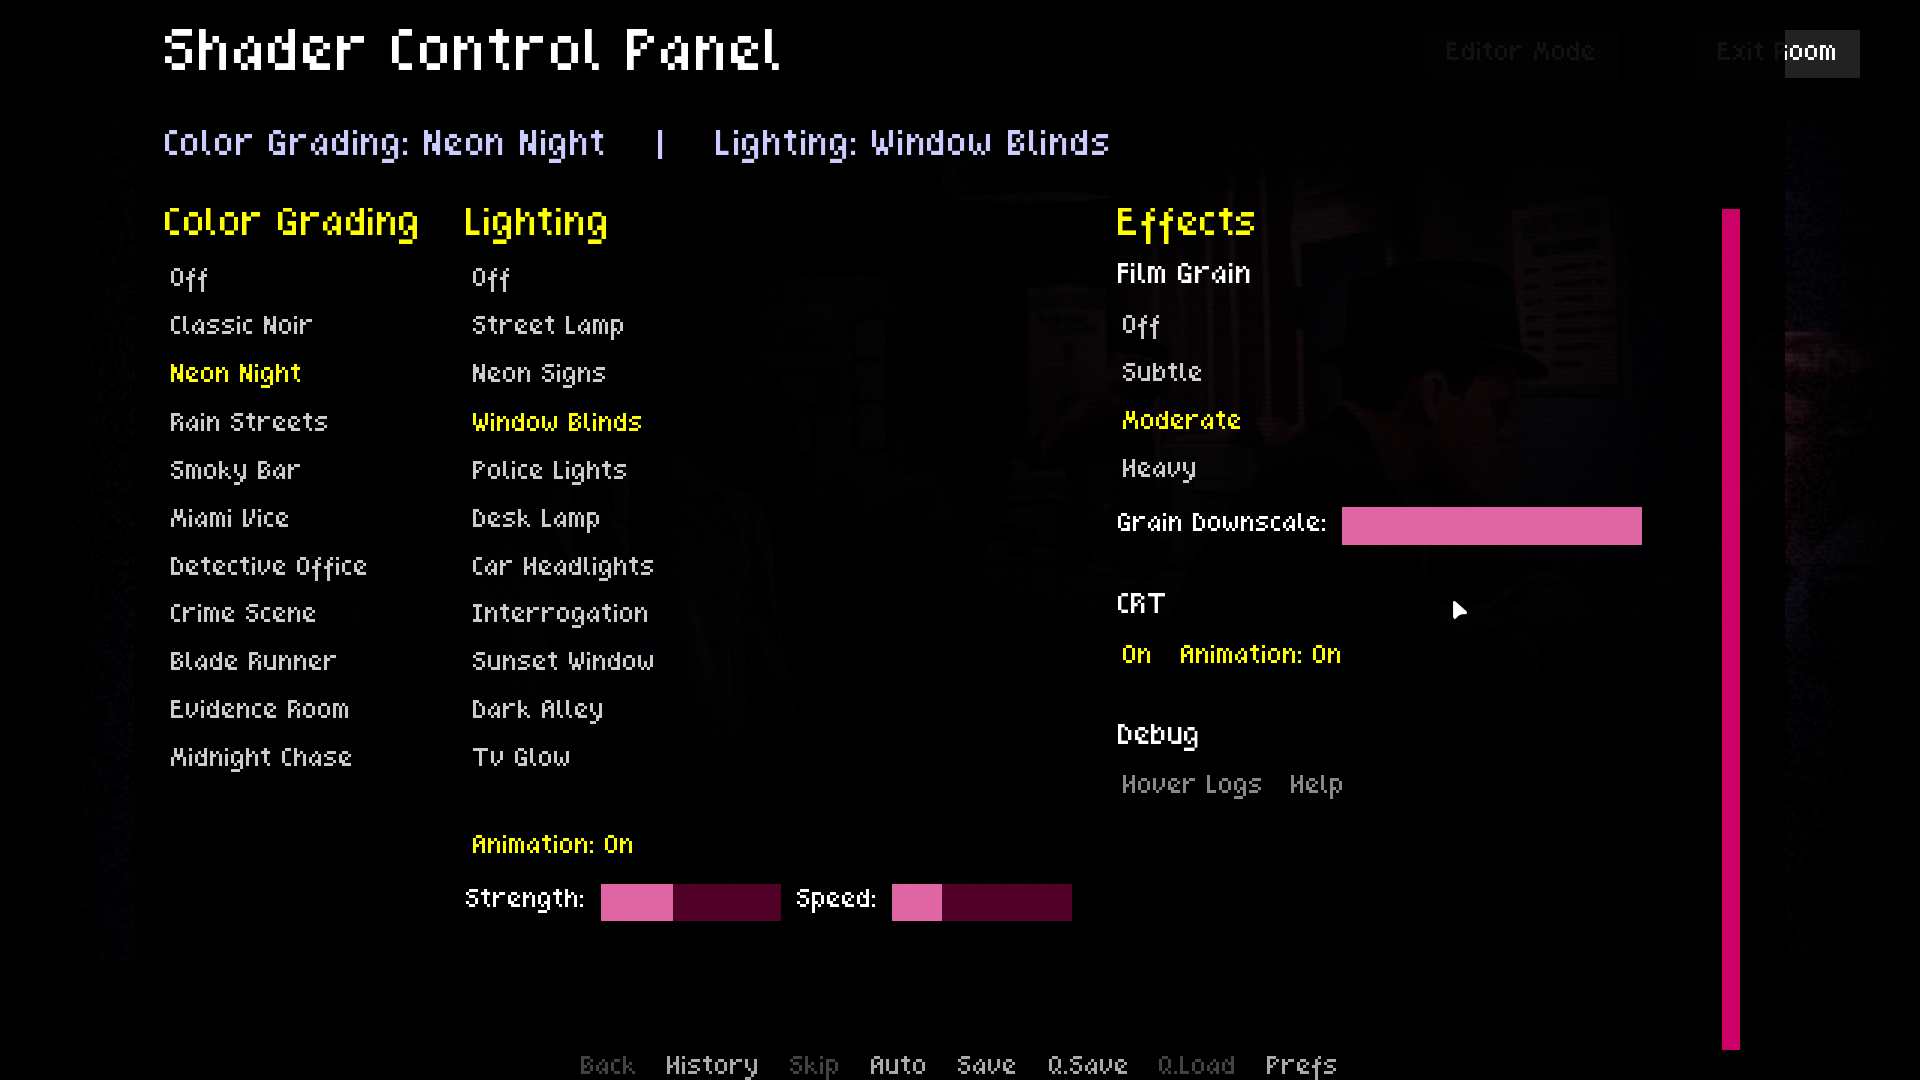 Shader Control Panel
Editor Mode
Exit Room
Color Grading: Neon Night | Lighting: Window Blinds
Color Grading
Off
Classic Noir
Neon Night
Rain Streets
Smoky Bar
Miami Vice
Detective Office
Crime Scene
Blade Runner
Evidence Room
Midnight Chase
Lighting
Off
Street Lamp
Neon Signs
Window Blinds
Police Lights
Desk Lamp
Car Headlights
Interrogation
Sunset Window
Dark Alley
Tv Glow
Animation: On
Strength:
Speed:
Effects
Film Grain
Off
Subtle
Moderate
Heavy
Grain Downscale:
CRT
On Animation: On
Debug
Hover Logs Help
Back History Skip Auto Save Q.Save Q.Load Prefs